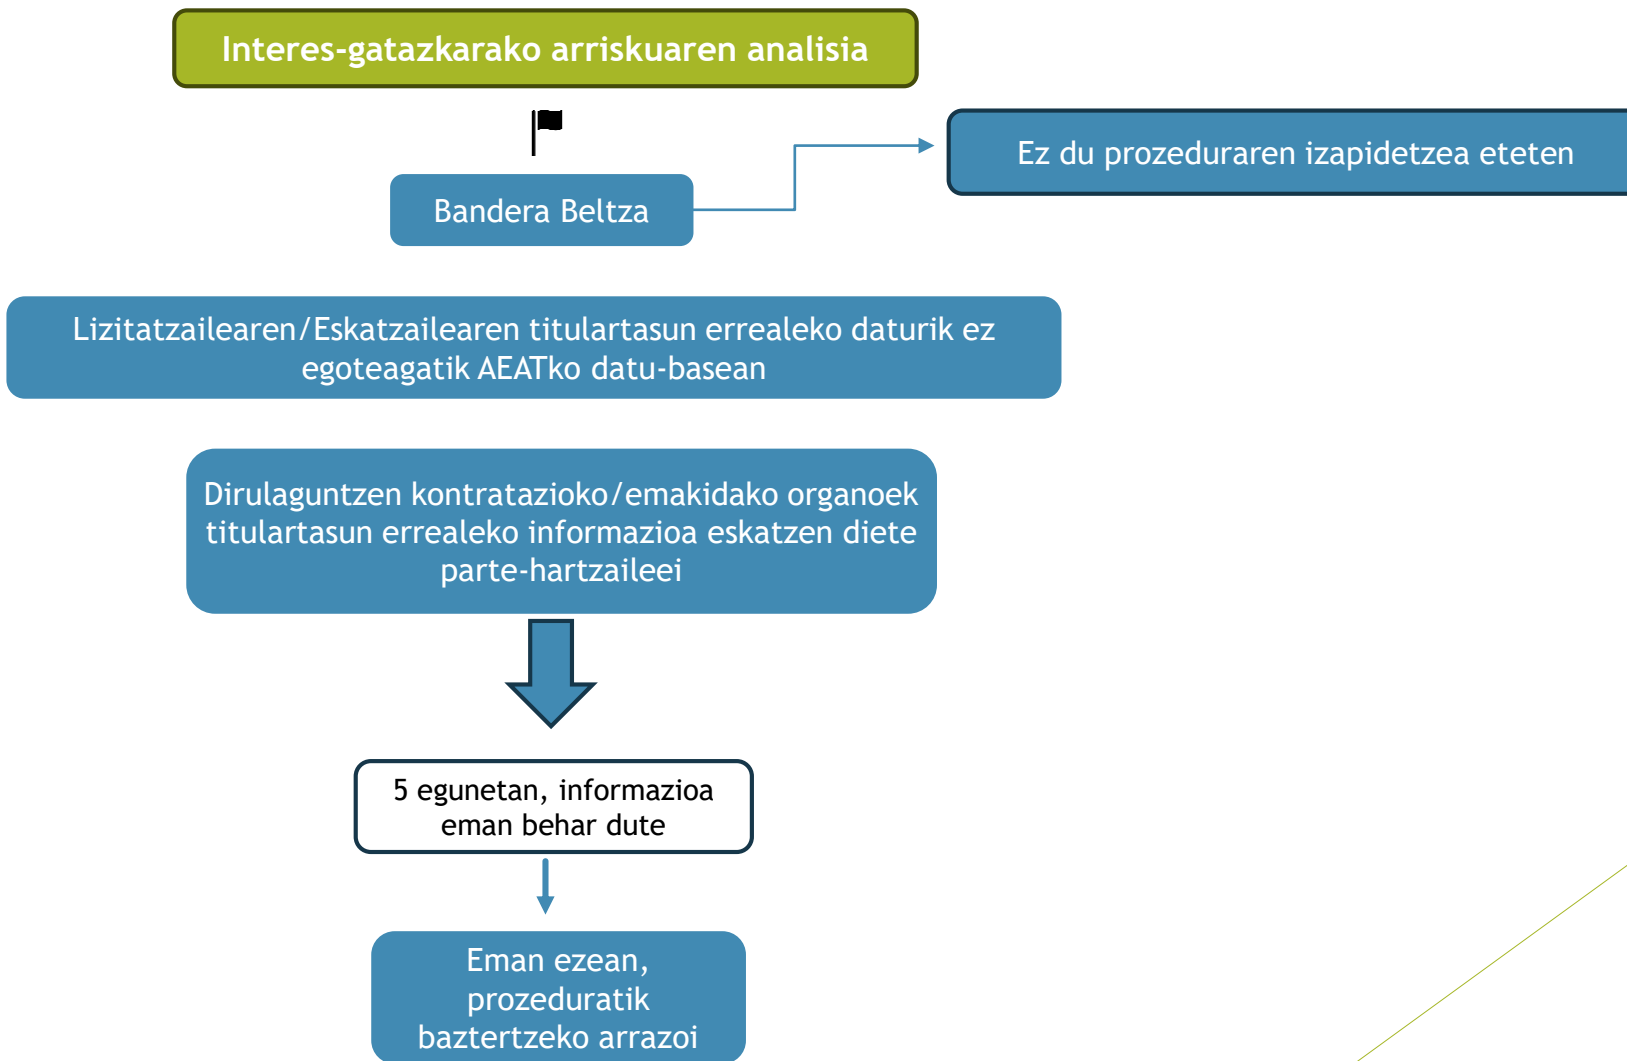 Interes-gatazkarako arriskuaren analisia
Ez du prozeduraren izapidetzea eteten
Bandera Beltza
Lizitatzailearen/Eskatzailearen titulartasun errealeko daturik ez
egoteagatik AEATko datu-basean
Dirulaguntzen kontratazioko/emakidako organoek
titulartasun errealeko informazioa eskatzen diete
parte-hartzaileei
5 egunetan, informazioa
eman behar dute
Eman ezean,
prozeduratik
baztertzeko arrazoi